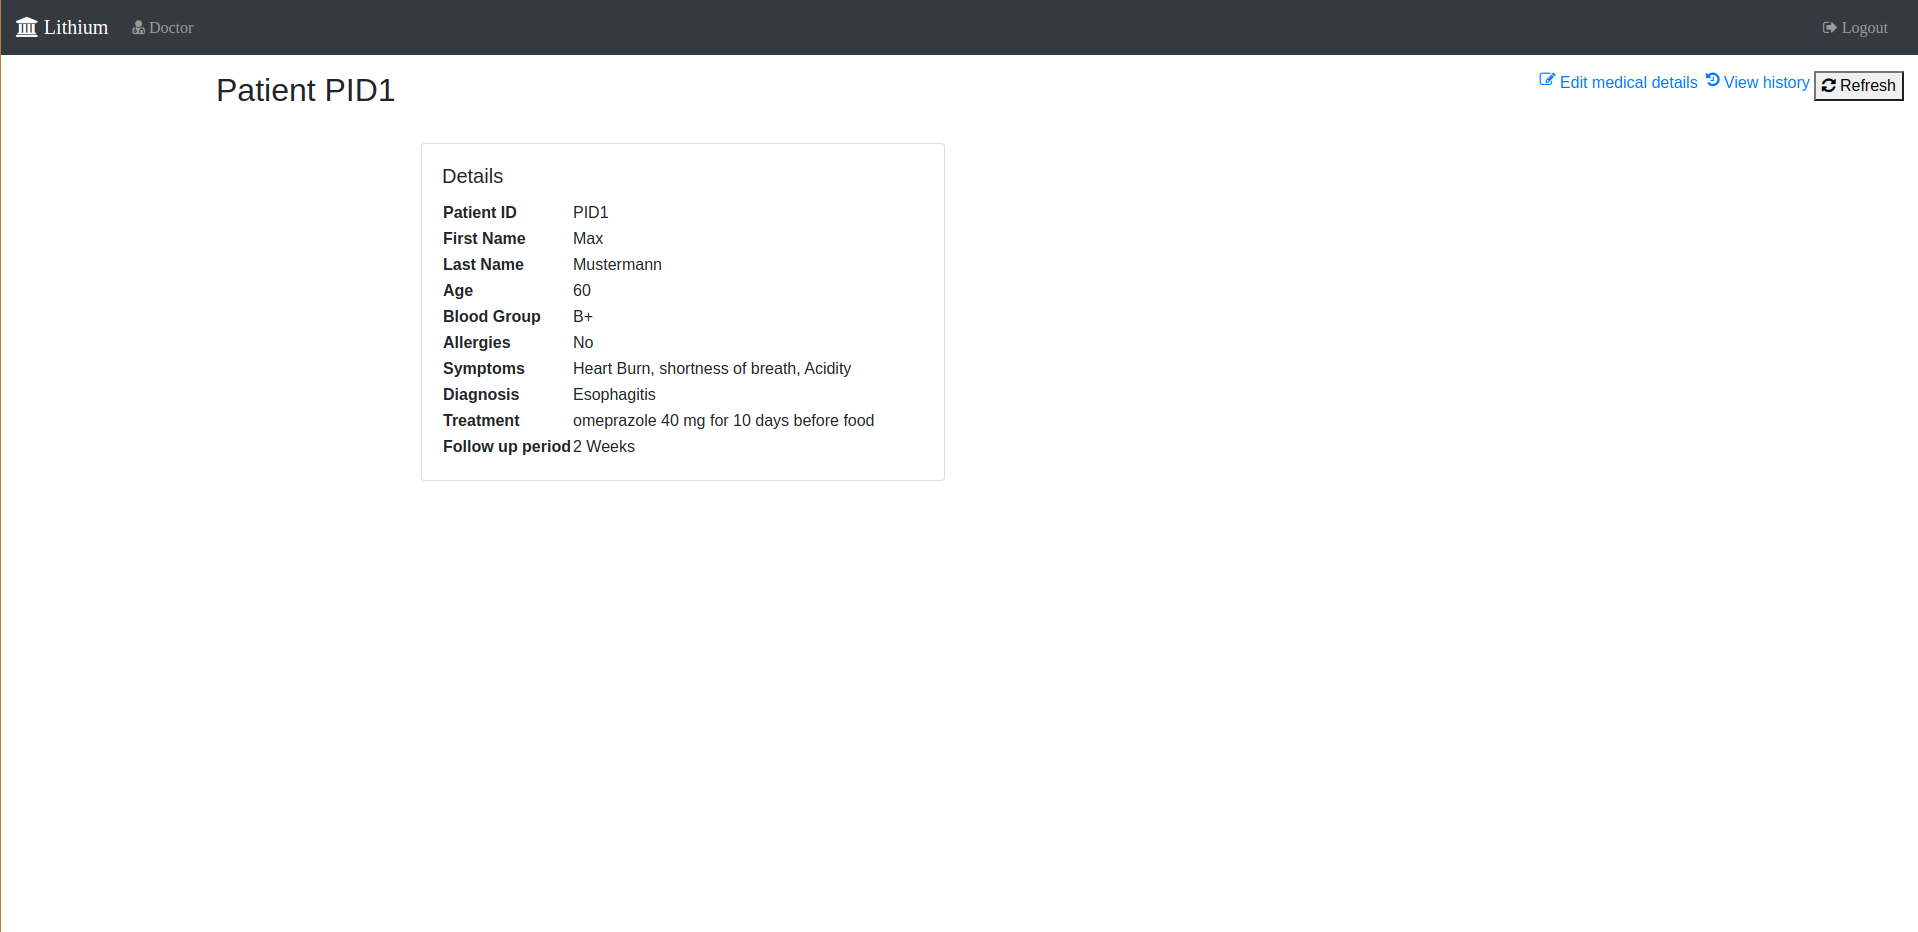 Lithium Doctor Logout
Patient PID1
Edit medical details View history Refresh
Details
Patient ID PID1
First Name Max
Last Name Mustermann
Age 60
Blood Group B+
Allergies No
Symptoms Heart Burn, shortness of breath, Acidity
Diagnosis Esophagitis
Treatment omeprazole 40 mg for 10 days before food
Follow up period 2 Weeks